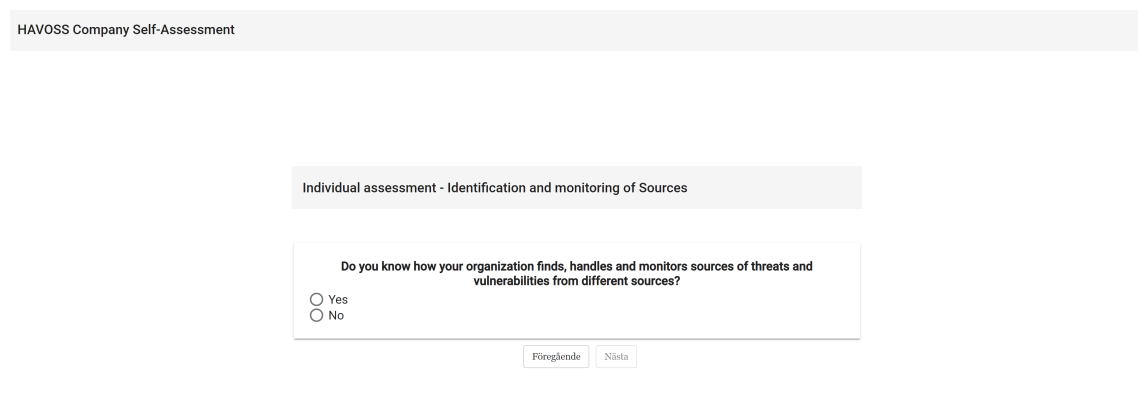 HAVOSS Company Self-Assessment
Individual assessment - Identification and monitoring of Sources
Do you know how your organization finds, handles and monitors sources of threats and
vulnerabilities from different sources?
Yes
No
Föregående Nästa